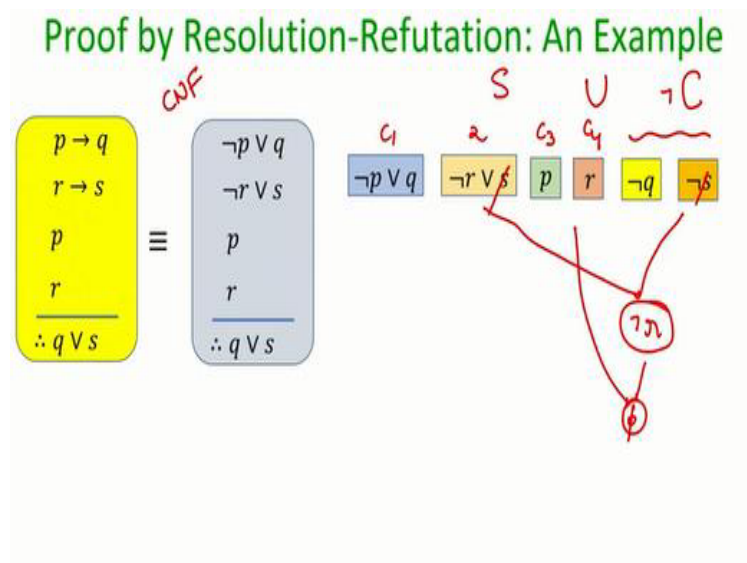 Proof by Resolution-Refutation: An Example
CNF
p → q
r → s
p
r
∴ q ∨ s
≡
¬p ∨ q
¬r ∨ s
p
r
∴ q ∨ s
S ∪ ¬C
C1 2 C3 C4
¬p ∨ q ¬r ∨ s p r ¬q ¬s
¬r
ϕ